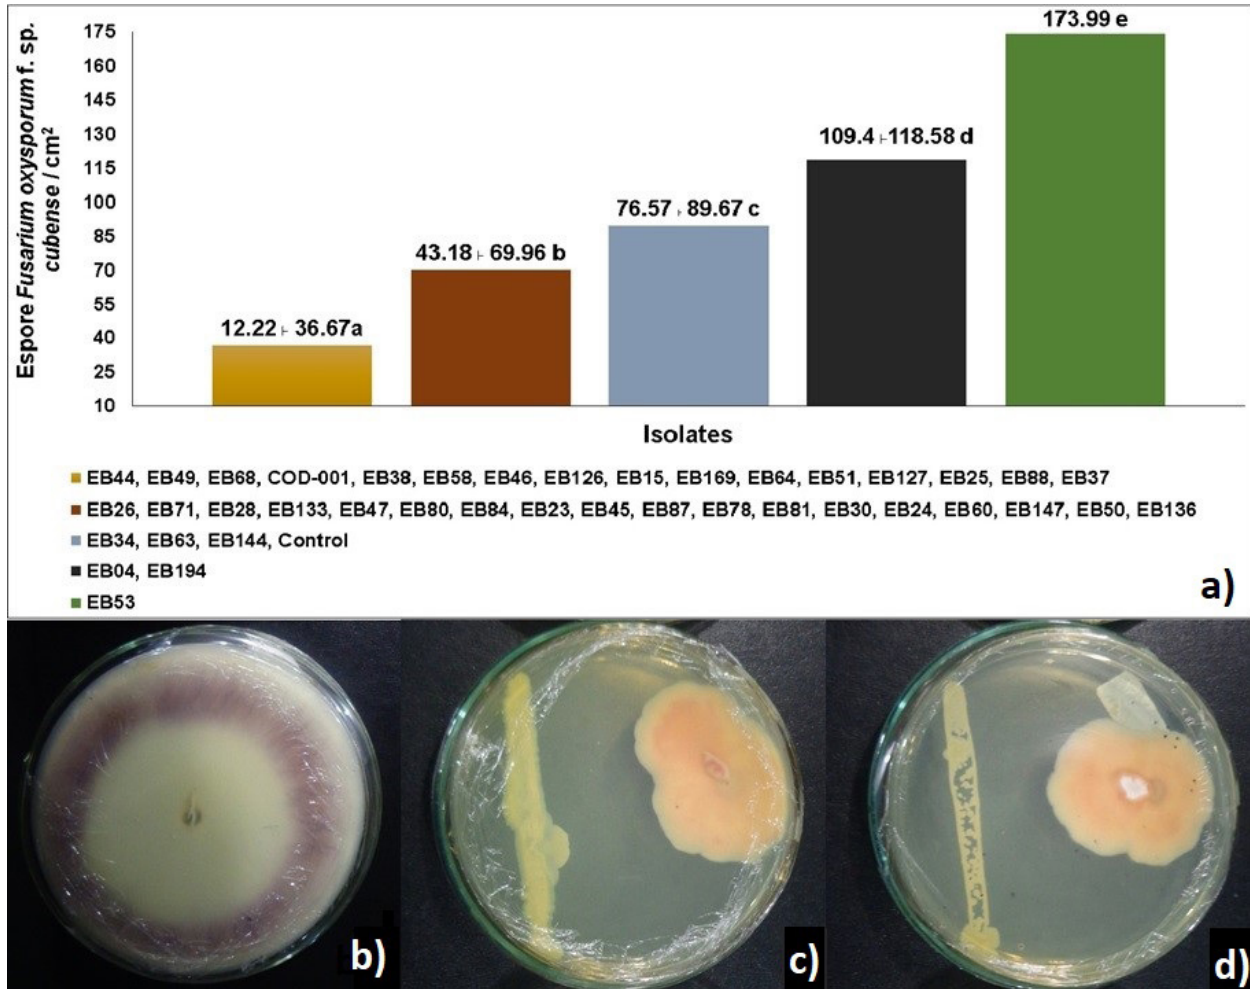 Espore Fusarium oxysporum f. sp.
cubense / cm²
175
160
145
130
115
100
85
70
55
40
25
10
12.22 ⊦ 36.67a
43.18 ⊦ 69.96 b
76.57 ⊦ 89.67 c
109.4 ⊦118.58 d
173.99 e
Isolates
EB44, EB49, EB68, COD-001, EB38, EB58, EB46, EB126, EB15, EB169, EB64, EB51, EB127, EB25, EB88, EB37
EB26, EB71, EB28, EB133, EB47, EB80, EB84, EB23, EB45, EB87, EB78, EB81, EB30, EB24, EB60, EB147, EB50, EB136
EB34, EB63, EB144, Control
EB04, EB194
EB53
a)
b)
c)
d)